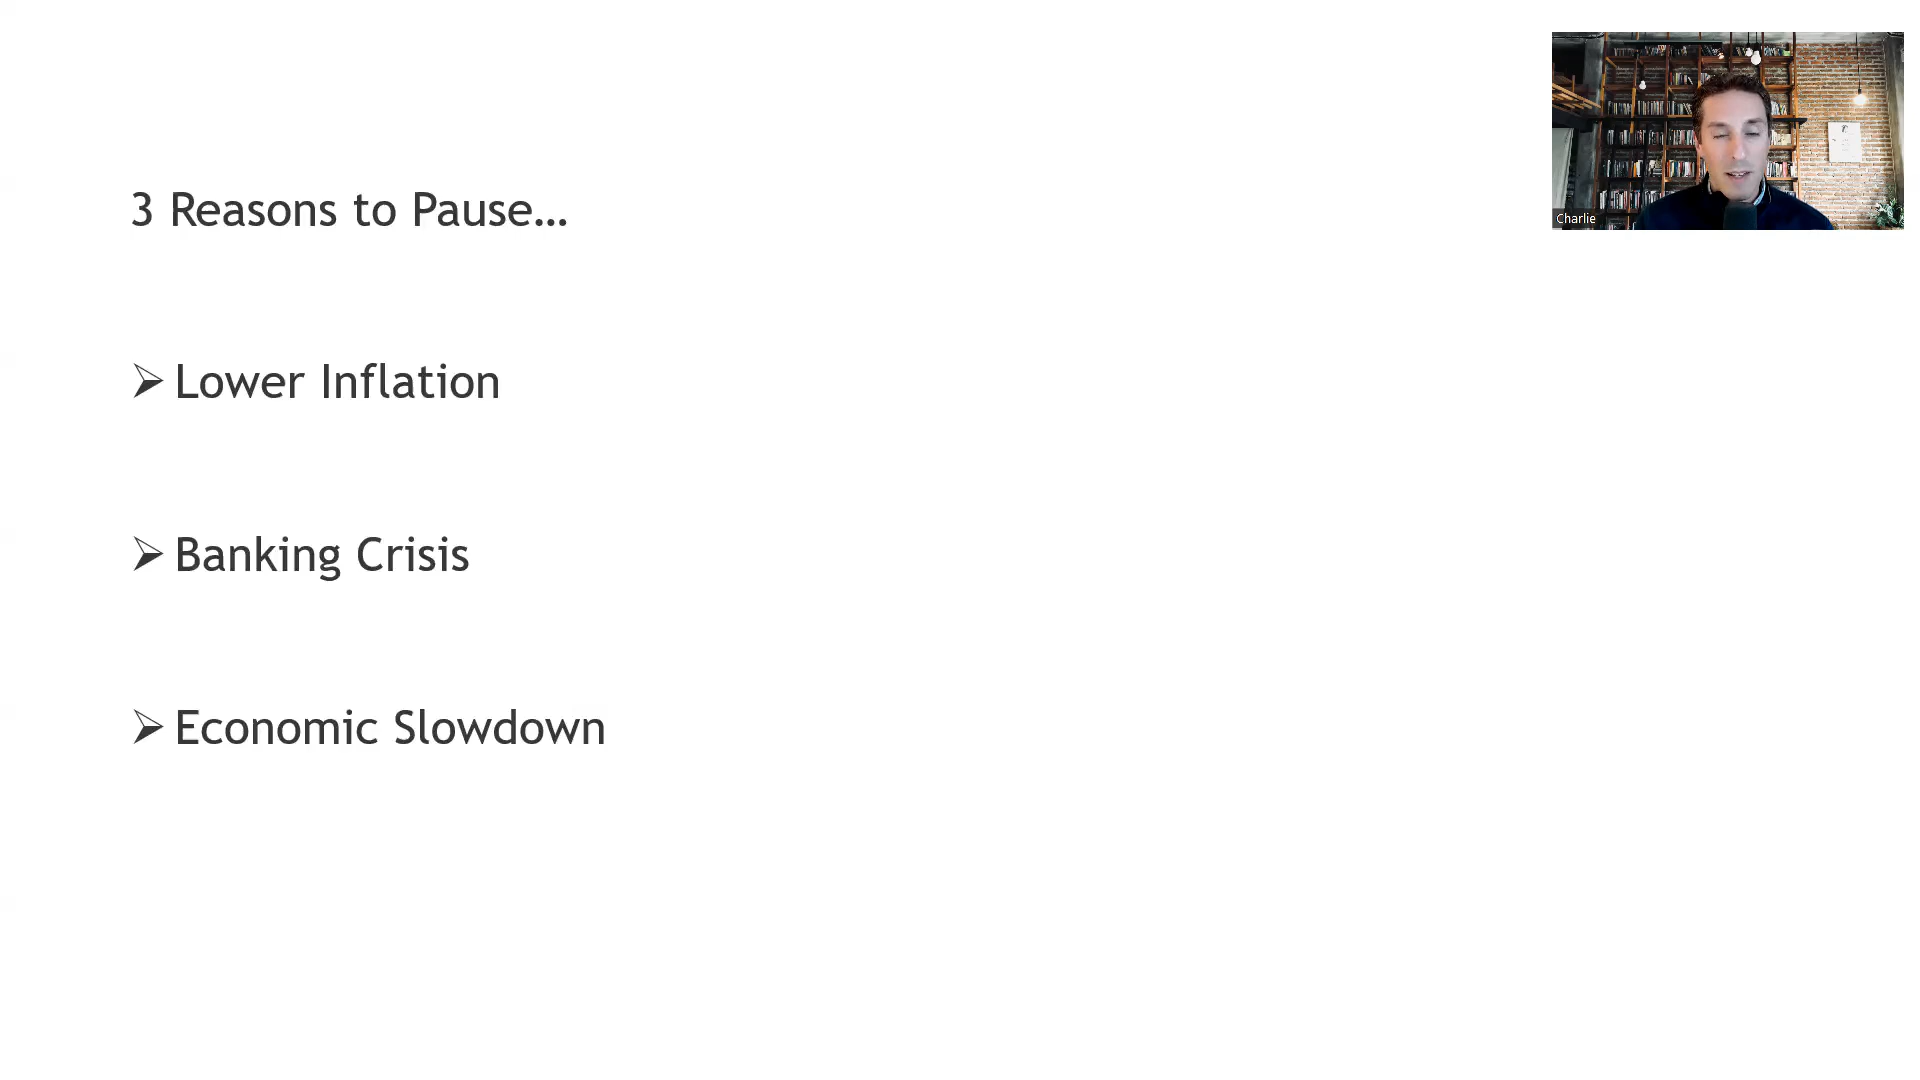 3 Reasons to Pause…
➢ Lower Inflation
➢ Banking Crisis
➢ Economic Slowdown
Charlie